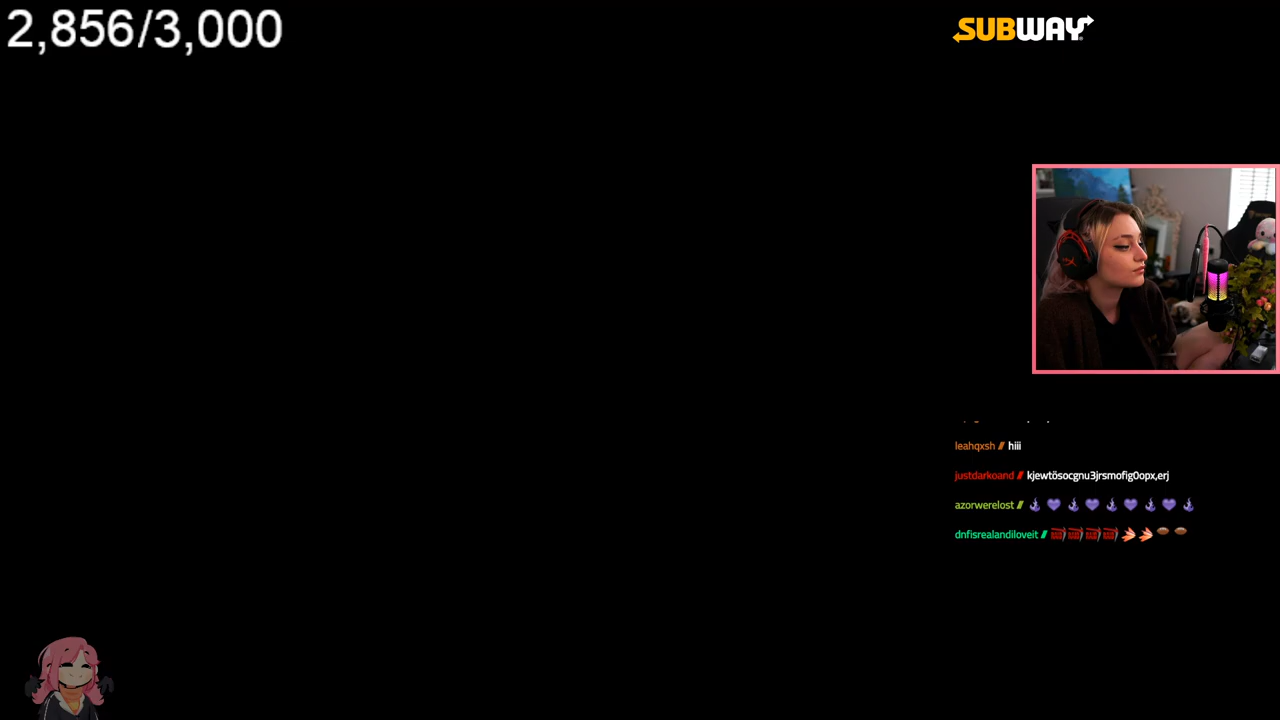 2,856/3,000
SUBWAY
leahqxsh // hiii
justdarkoand // kjewtösocgnu3jrsmofig0opx,erj
azorwerelost //
dnfisrealandiloveit //